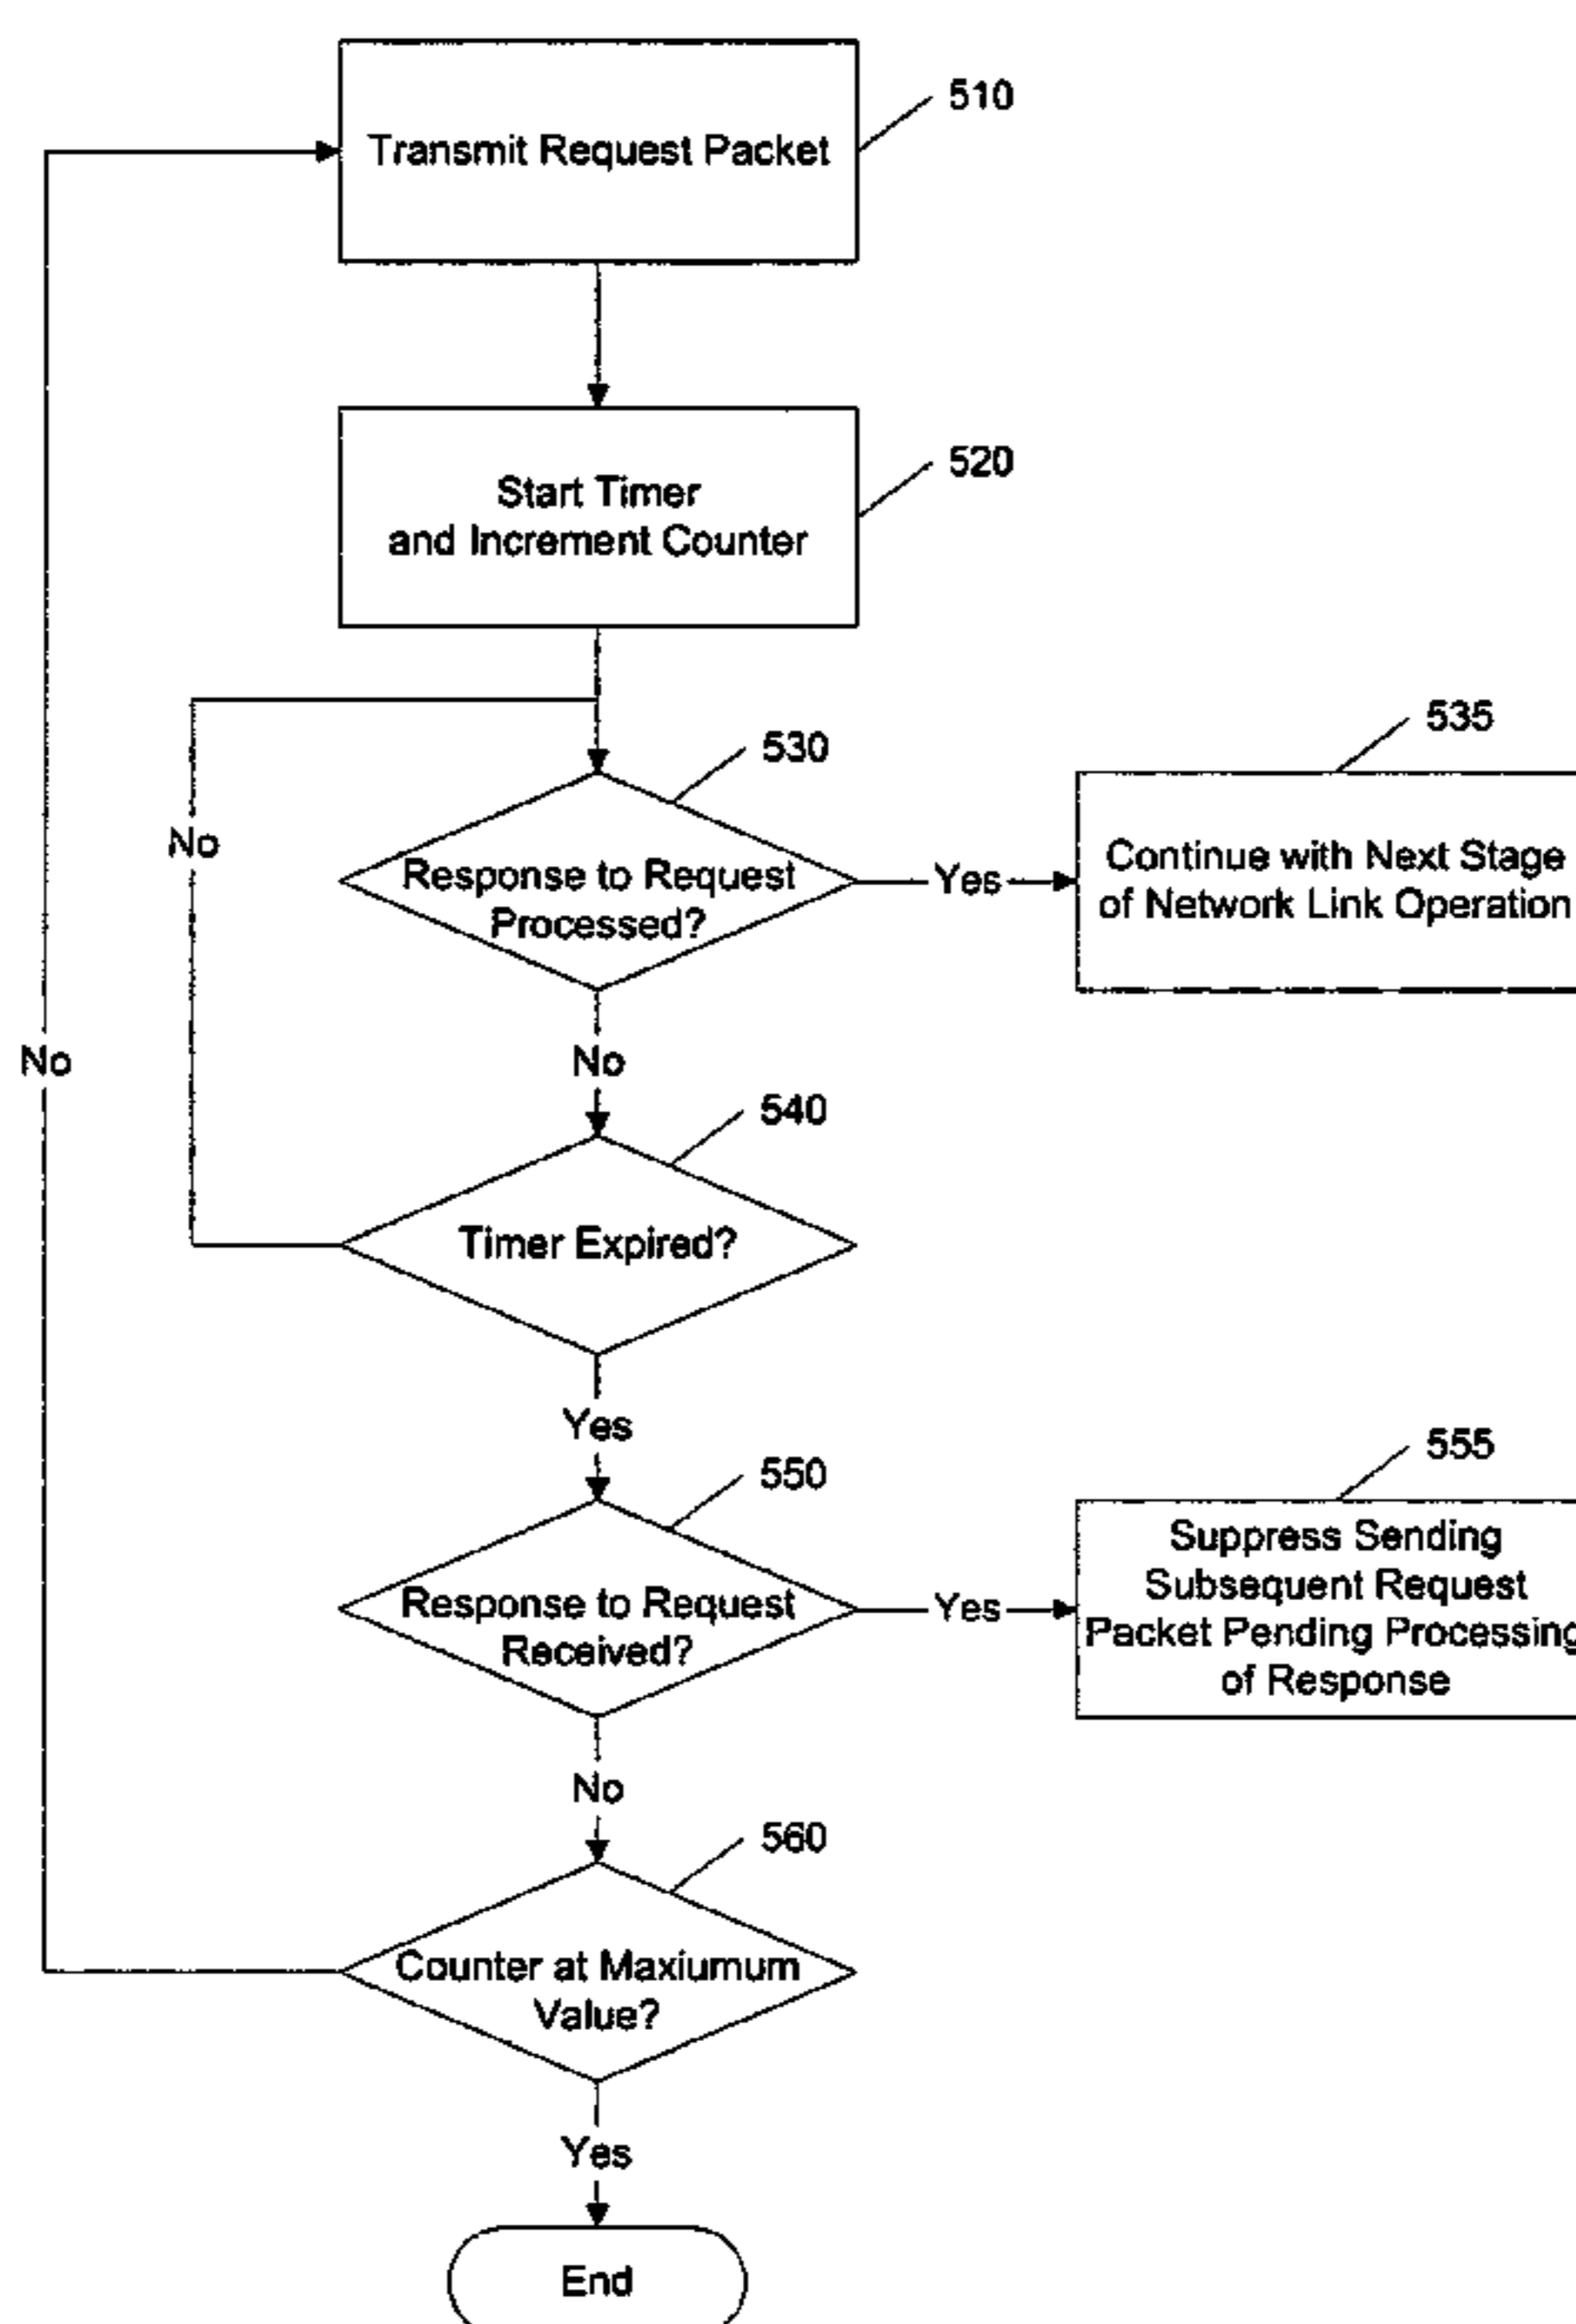 Transmit Request Packet
510
Start Timer
and Increment Counter
520
530
Response to Request
Processed?
Yes
535
Continue with Next Stage
of Network Link Operation
No
No
No
540
Timer Expired?
Yes
550
Response to Request
Received?
Yes
555
Suppress Sending
Subsequent Request
Packet Pending Processing
of Response
No
560
Counter at Maxiumum
Value?
Yes
End